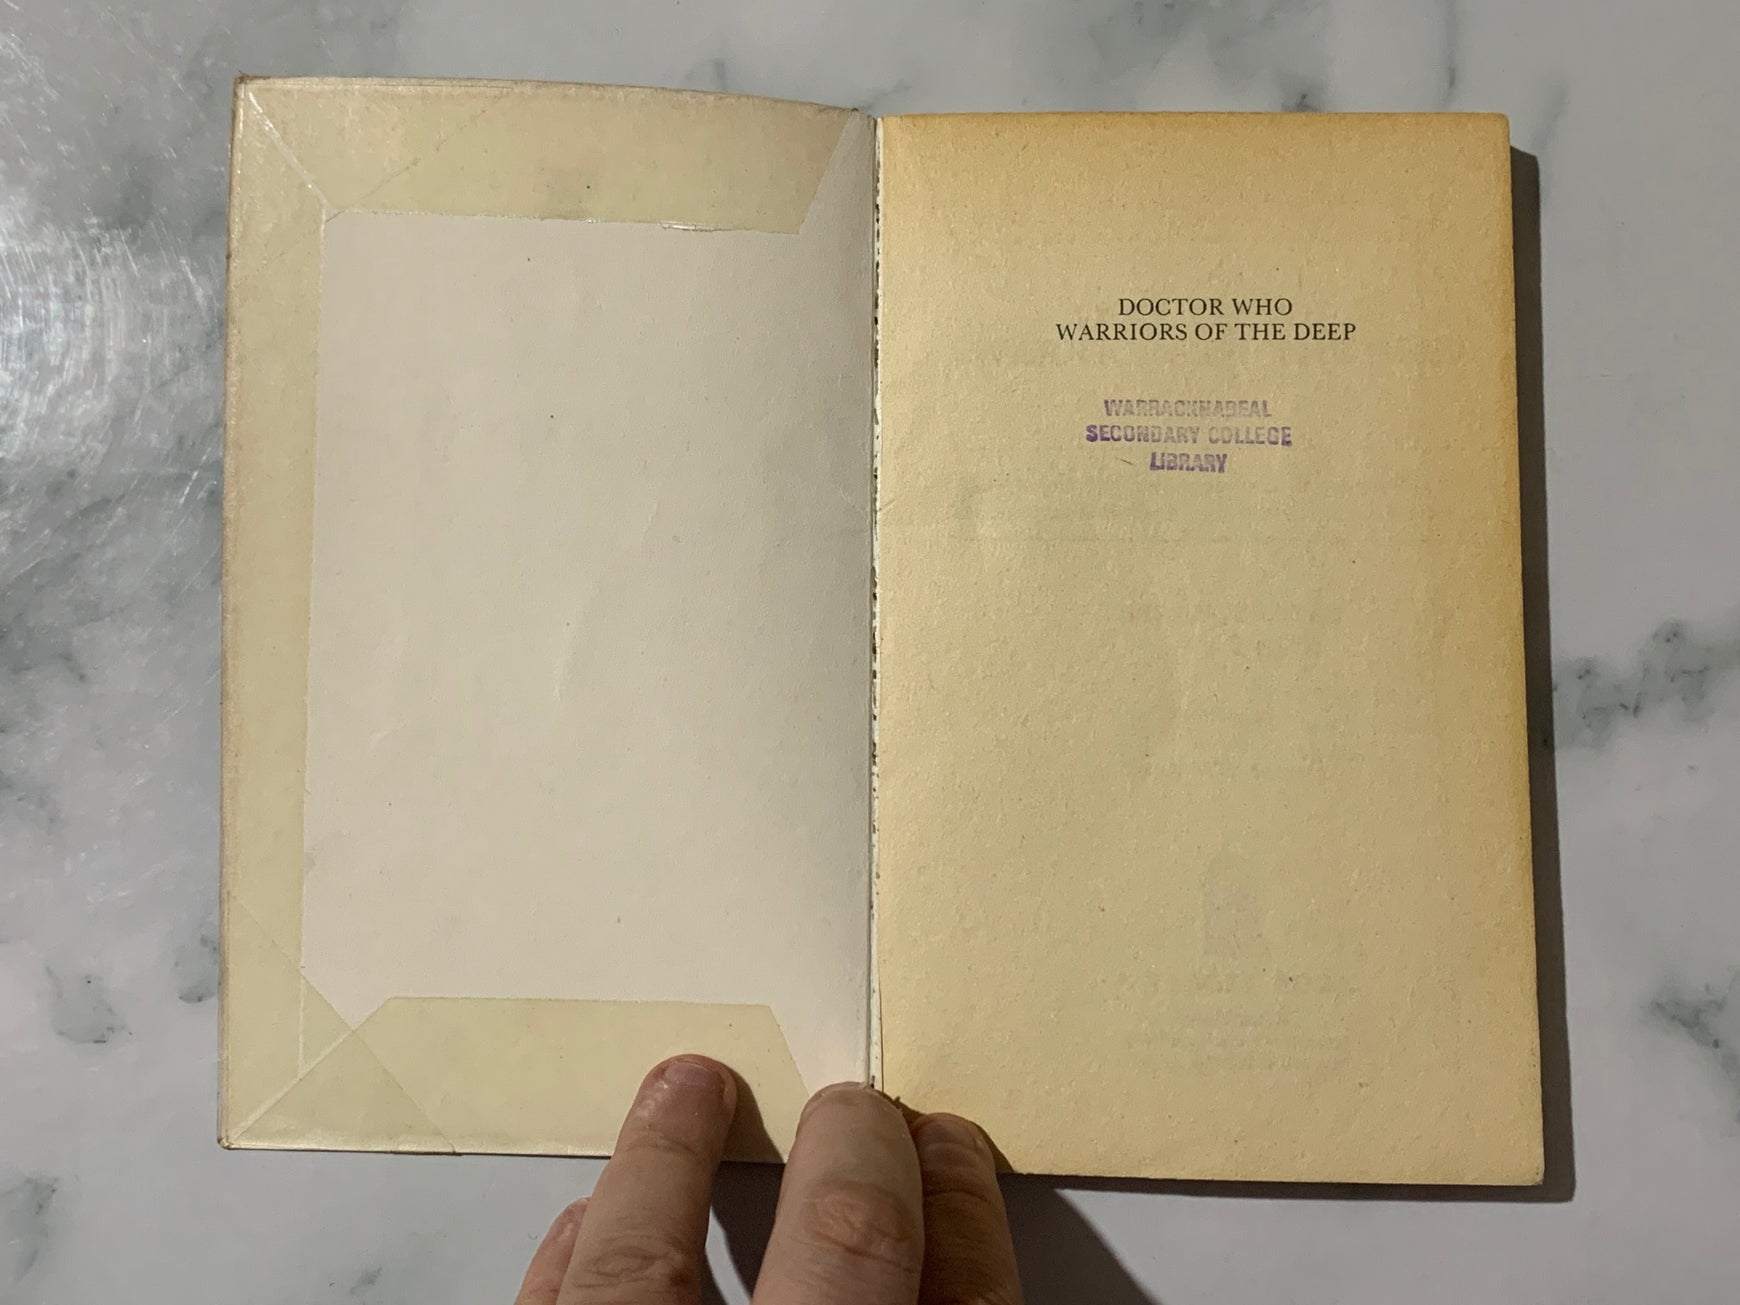 DOCTOR WHO
WARRIORS OF THE DEEP
WARRACKNABEAL
SECONDARY COLLEGE
LIBRARY